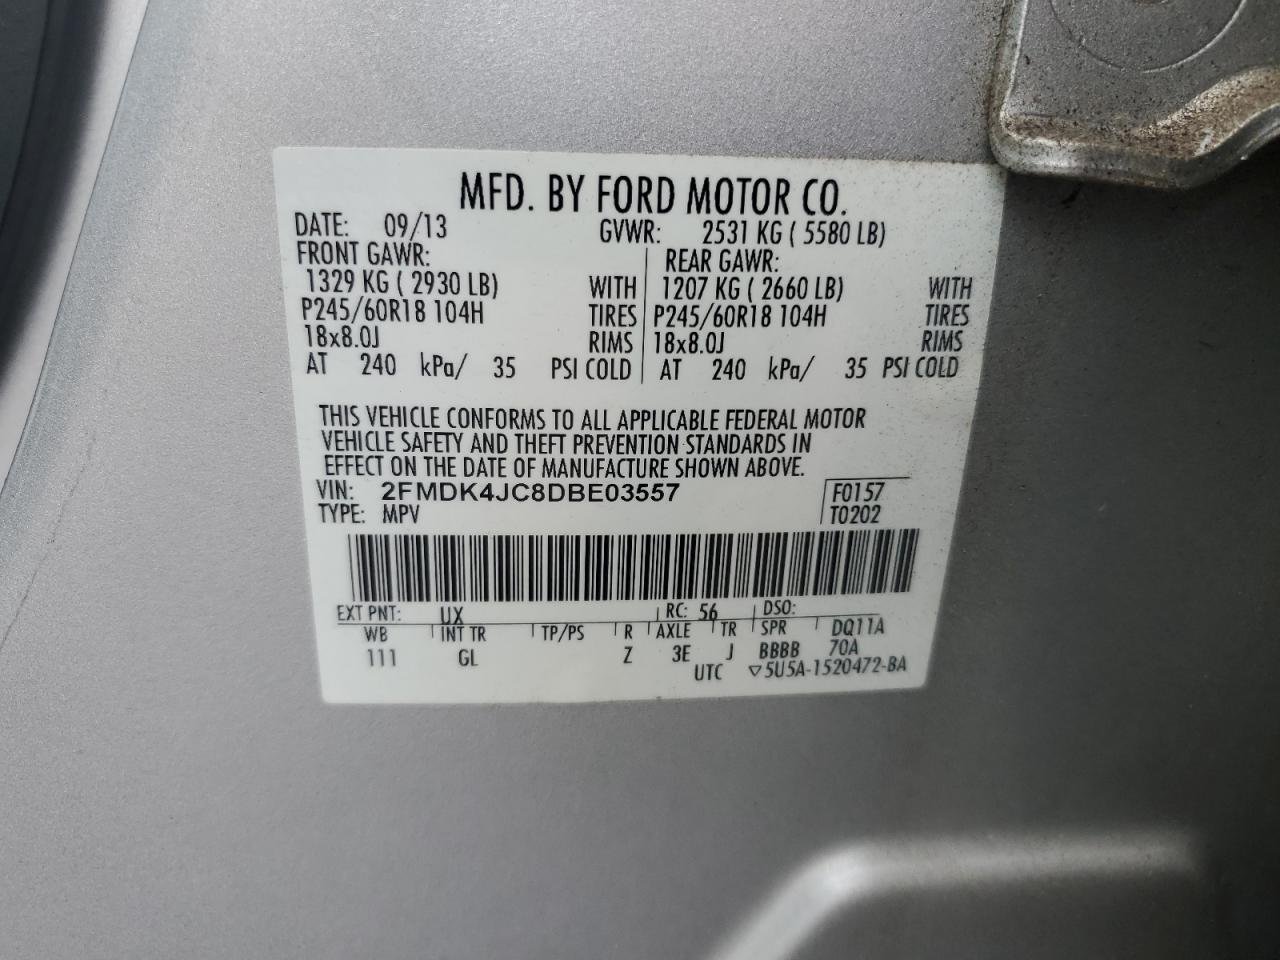 MFD. BY FORD MOTOR CO.
DATE: 09/13 GVWR: 2531 KG ( 5580 LB)
FRONT GAWR: REAR GAWR:
1329 KG ( 2930 LB) WITH 1207 KG ( 2660 LB) WITH
P245/60R18 104H TIRES P245/60R18 104H TIRES
18x8.0J RIMS 18x8.0J RIMS
AT 240 kPa/ 35 PSI COLD AT 240 kPa/ 35 PSI COLD
THIS VEHICLE CONFORMS TO ALL APPLICABLE FEDERAL MOTOR
VEHICLE SAFETY AND THEFT PREVENTION STANDARDS IN
EFFECT ON THE DATE OF MANUFACTURE SHOWN ABOVE.
VIN: 2FMDK4JC8DBE03557 F0157
TYPE: MPV T0202
EXT PNT: UX RC: 56 DSO:
WB INT TR TP/PS R AXLE TR SPR DQ11A
111 GL Z 3E J BBBB 70A
UTC ▽5U5A-1520472-BA